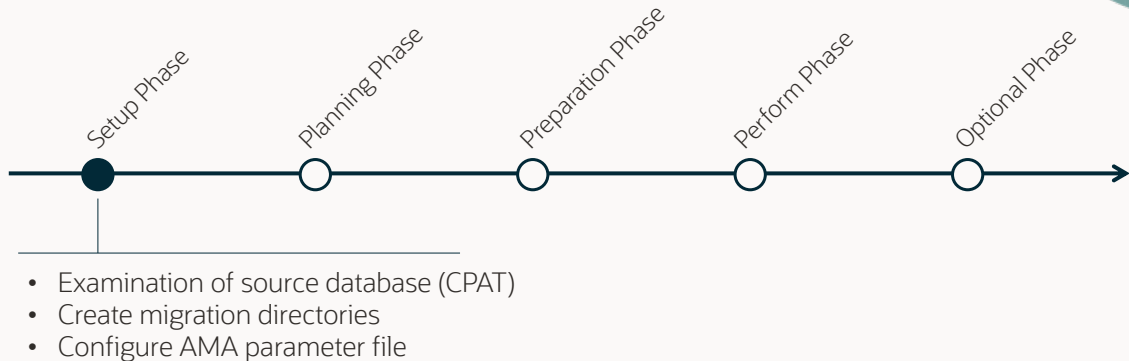 Setup Phase
Planning Phase
Preparation Phase
Perform Phase
Optional Phase
• Examination of source database (CPAT)
• Create migration directories
• Configure AMA parameter file